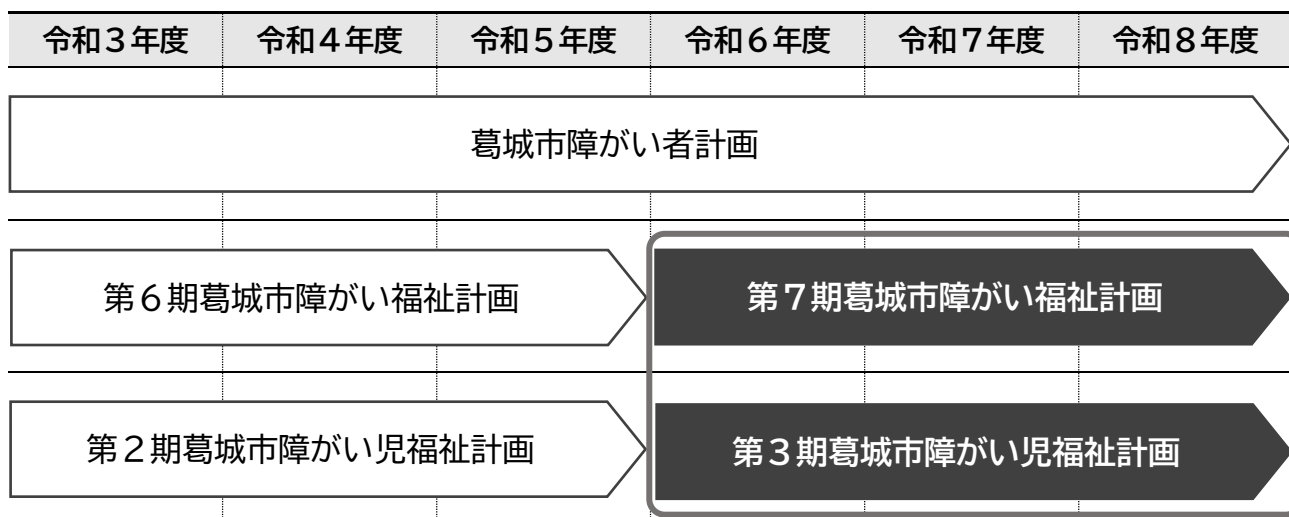 令和３年度 令和４年度 令和５年度 令和６年度 令和７年度 令和８年度
葛城市障がい者計画
第６期葛城市障がい福祉計画 第７期葛城市障がい福祉計画
第２期葛城市障がい児福祉計画 第３期葛城市障がい児福祉計画